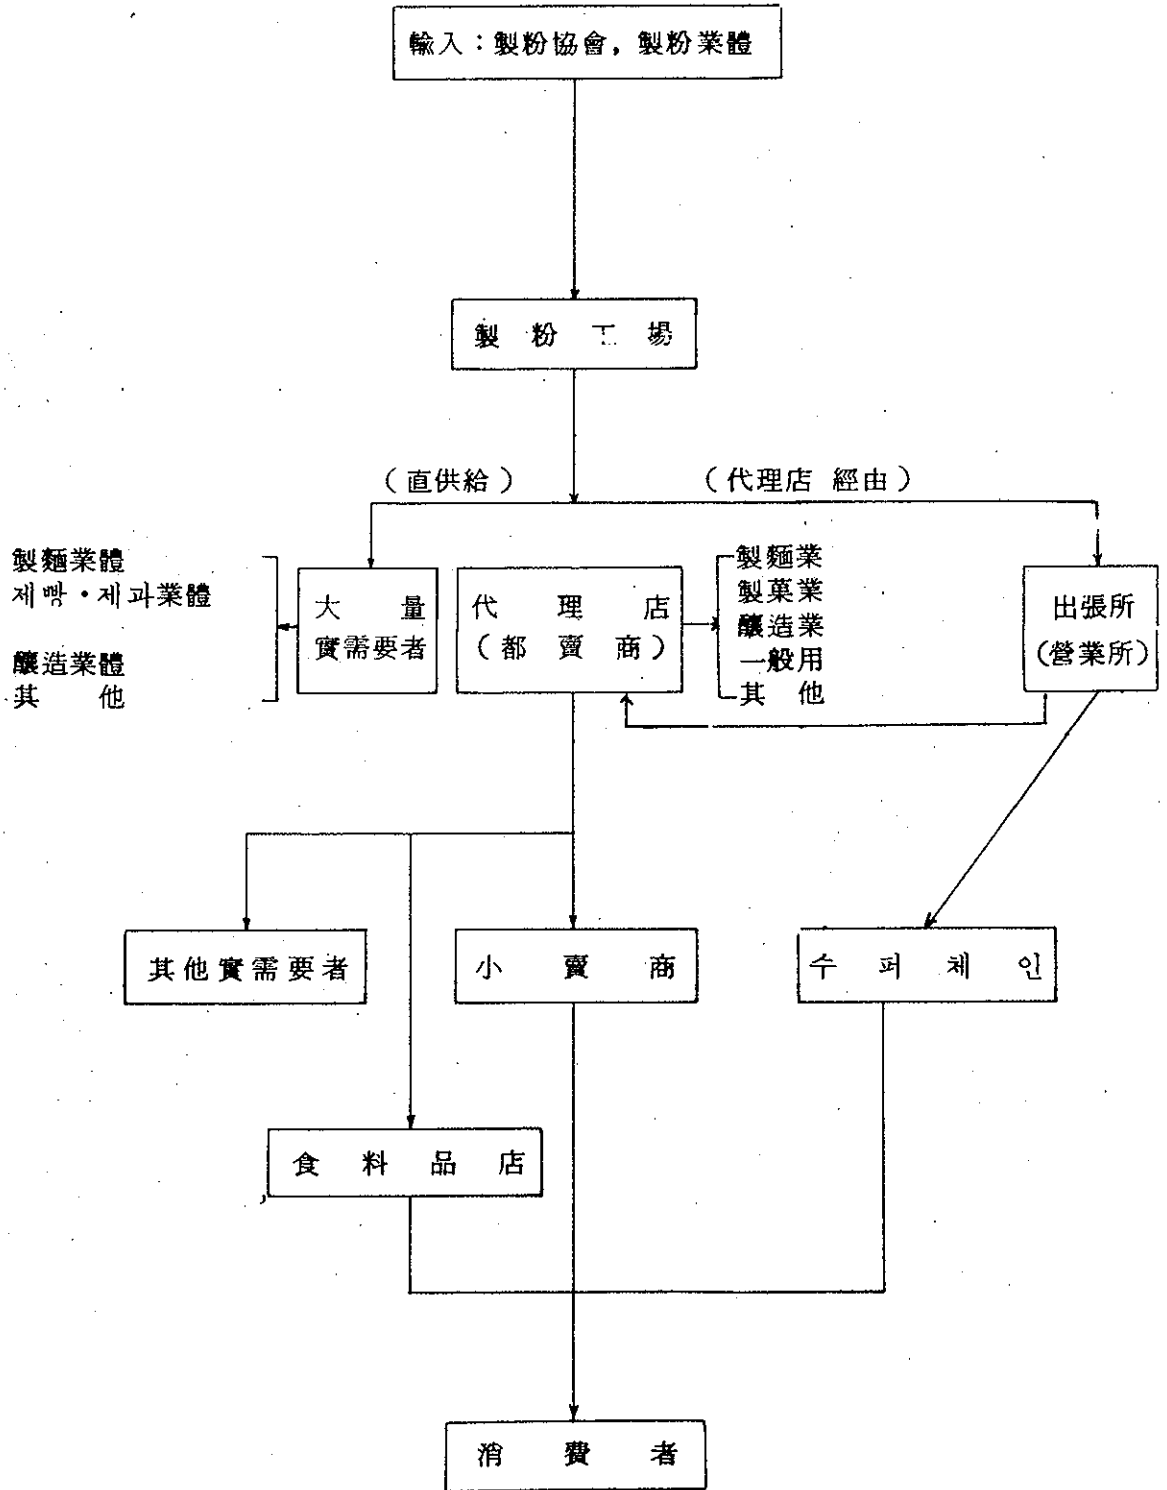 輸入：製粉協會, 製粉業體
製粉工場
(直供給)
(代理店 經由)
製麵業體
제빵·제과業體
釀造業體
其他
大量
實需要者
代理店
(都賣商)
製麵業
製菓業
釀造業
一般用
其他
出張所
(營業所)
其他實需要者
小賣商
수퍼체인
食料品店
消費者